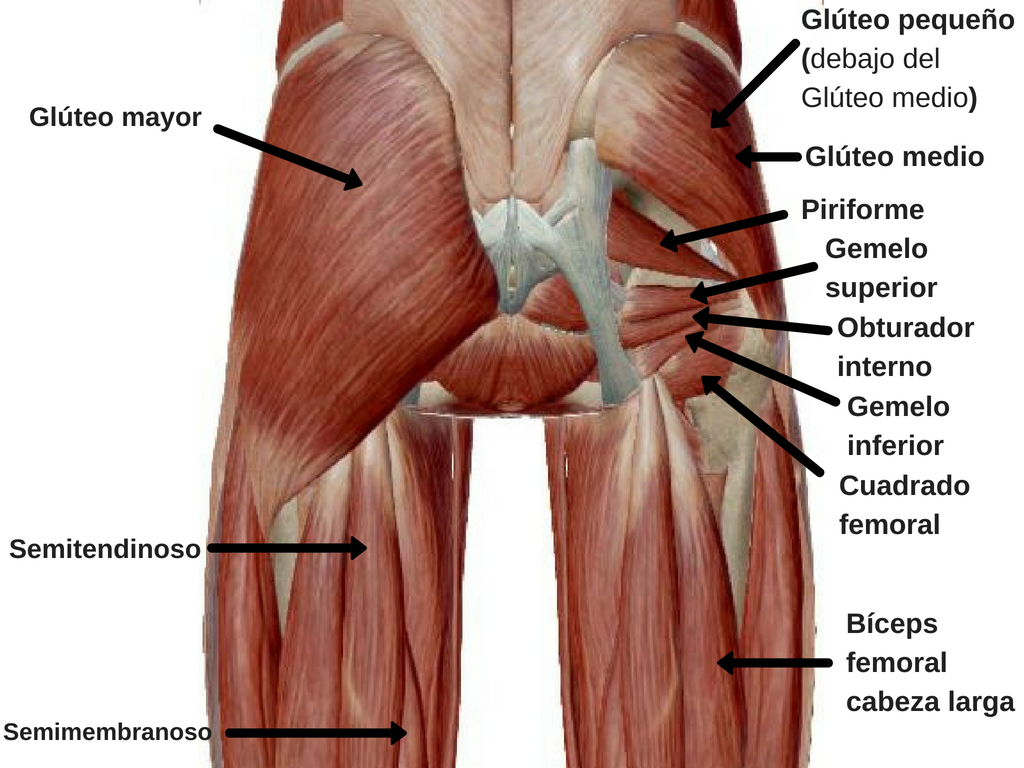 Glúteo pequeño
(debajo del
Glúteo medio)
Glúteo mayor
Glúteo medio
Piriforme
Gemelo
superior
Obturador
interno
Gemelo
inferior
Cuadrado
femoral
Semitendinoso
Bíceps
femoral
cabeza larga
Semimembranoso